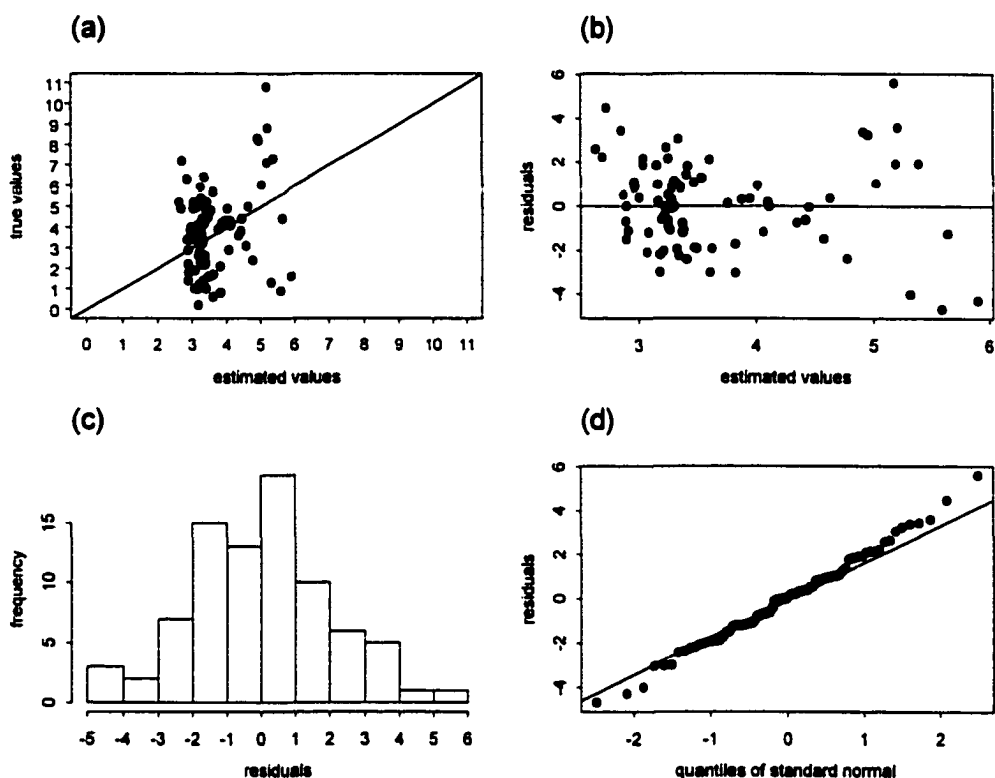 (a)
true values
11
10
9
8
7
6
5
4
3
2
1
0
0 1 2 3 4 5 6 7 8 9 10 11
estimated values
(b)
residuals
6
4
2
0
-2
-4
3 4 5 6
estimated values
(c)
frequency
15
10
5
0
-5 -4 -3 -2 -1 0 1 2 3 4 5 6
residuals
(d)
residuals
6
4
2
0
-2
-4
-2 -1 0 1 2
quantiles of standard normal